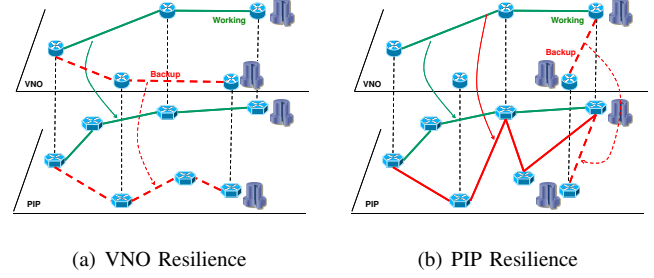 Working
Backup
VNO
PIP
Working
Backup
VNO
PIP
(a) VNO Resilience
(b) PIP Resilience